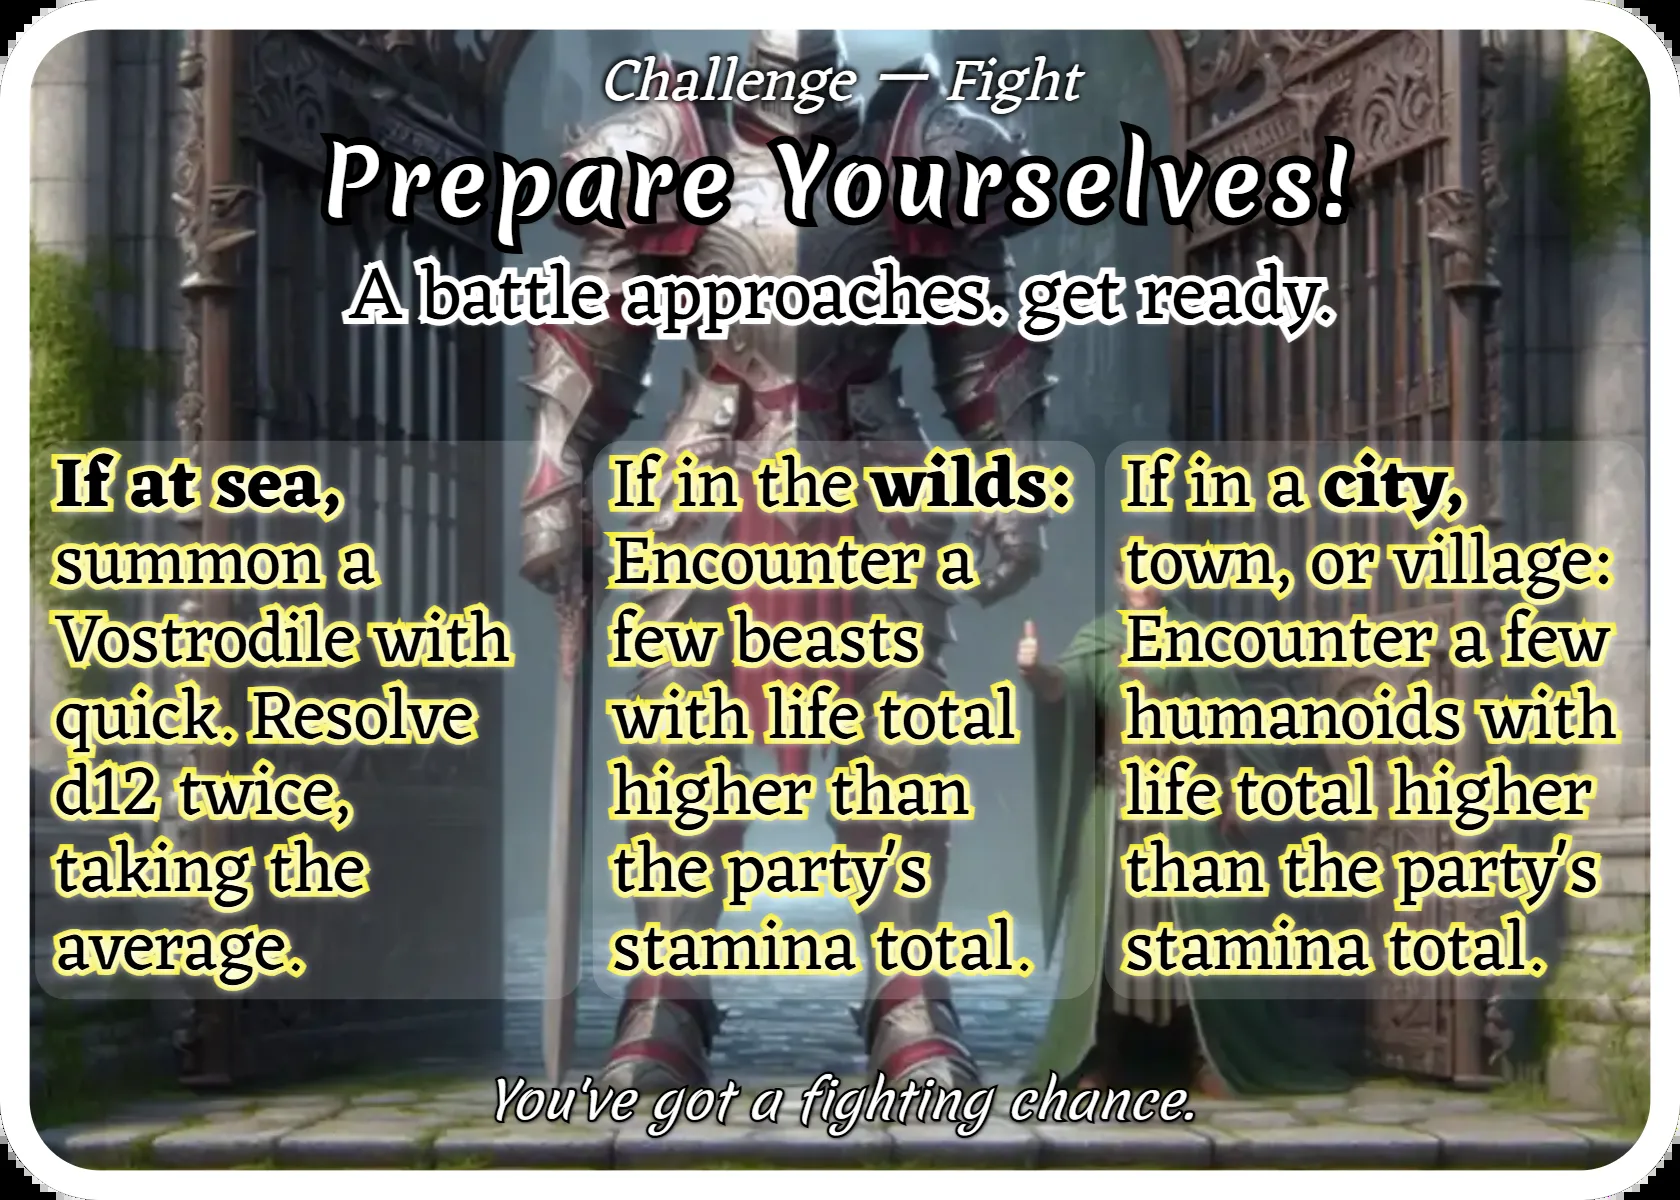 Challenge — Fight
Prepare Yourselves!
A battle approaches. get ready.
If at sea,
summon a
Vostrodile with
quick. Resolve
d12 twice,
taking the
average.
If in the wilds:
Encounter a
few beasts
with life total
higher than
the party's
stamina total.
If in a city,
town, or village:
Encounter a few
humanoids with
life total higher
than the party's
stamina total.
You've got a fighting chance.